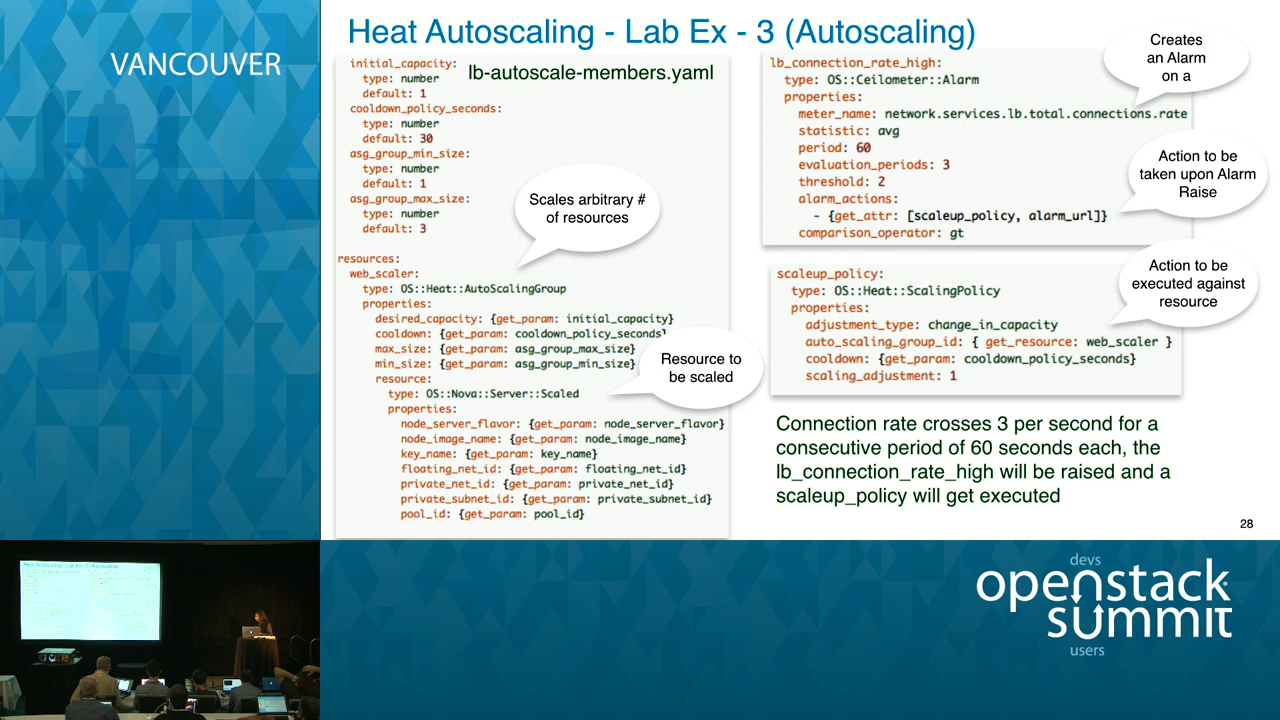 VANCOUVER
Heat Autoscaling - Lab Ex - 3 (Autoscaling)
lb-autoscale-members.yaml
initial_capacity:
type: number
default: 1
cooldown_policy_seconds:
type: number
default: 30
asg_group_min_size:
type: number
default: 1
asg_group_max_size:
type: number
default: 3
Scales arbitrary #
of resources
resources:
web_scaler:
type: OS::Heat::AutoScalingGroup
properties:
desired_capacity: {get_param: initial_capacity}
cooldown: {get_param: cooldown_policy_seconds}
max_size: {get_param: asg_group_max_size}
min_size: {get_param: asg_group_min_size}
resource:
type: OS::Nova::Server::Scaled
properties:
node_server_flavor: {get_param: node_server_flavor}
node_image_name: {get_param: node_image_name}
key_name: {get_param: key_name}
floating_net_id: {get_param: floating_net_id}
private_net_id: {get_param: private_net_id}
private_subnet_id: {get_param: private_subnet_id}
pool_id: {get_param: pool_id}
Resource to
be scaled
lb_connection_rate_high:
type: OS::Ceilometer::Alarm
properties:
meter_name: network.services.lb.total.connections.rate
statistic: avg
period: 60
evaluation_periods: 3
threshold: 2
alarm_actions:
- {get_attr: [scaleup_policy, alarm_url]}
comparison_operator: gt
Creates
an Alarm
on a
Action to be
taken upon Alarm
Raise
scaleup_policy:
type: OS::Heat::ScalingPolicy
properties:
adjustment_type: change_in_capacity
auto_scaling_group_id: { get_resource: web_scaler }
cooldown: {get_param: cooldown_policy_seconds}
scaling_adjustment: 1
Action to be
executed against
resource
Connection rate crosses 3 per second for a
consecutive period of 60 seconds each, the
lb_connection_rate_high will be raised and a
scaleup_policy will get executed
28
devs
openstack
summit
users